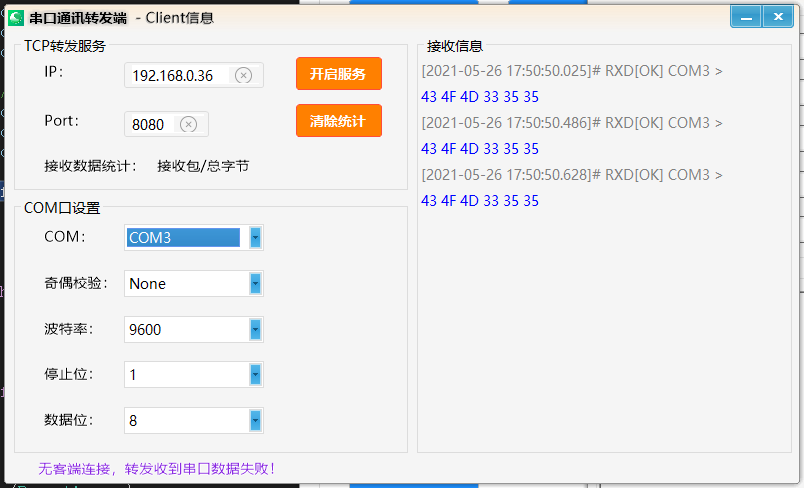 串口通讯转发端 - Client信息
TCP转发服务
IP：
192.168.0.36
开启服务
Port：
8080
清除统计
接收数据统计： 接收包/总字节
COM口设置
COM：
COM3
奇偶校验：
None
波特率：
9600
停止位：
1
数据位：
8
无客端连接，转发收到串口数据失败！
接收信息
[2021-05-26 17:50:50.025]# RXD[OK] COM3 >
43 4F 4D 33 35 35
[2021-05-26 17:50:50.486]# RXD[OK] COM3 >
43 4F 4D 33 35 35
[2021-05-26 17:50:50.628]# RXD[OK] COM3 >
43 4F 4D 33 35 35